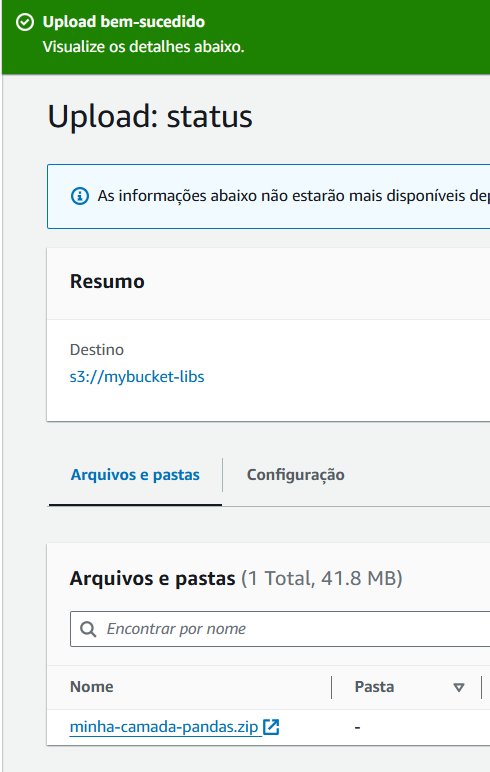 Upload bem-sucedido
Visualize os detalhes abaixo.
Upload: status
As informações abaixo não estarão mais disponíveis
Resumo
Destino
s3://mybucket-libs
Arquivos e pastas
Configuração
Arquivos e pastas (1 Total, 41.8 MB)
Encontrar por nome
Nome
Pasta
minha-camada-pandas.zip
-